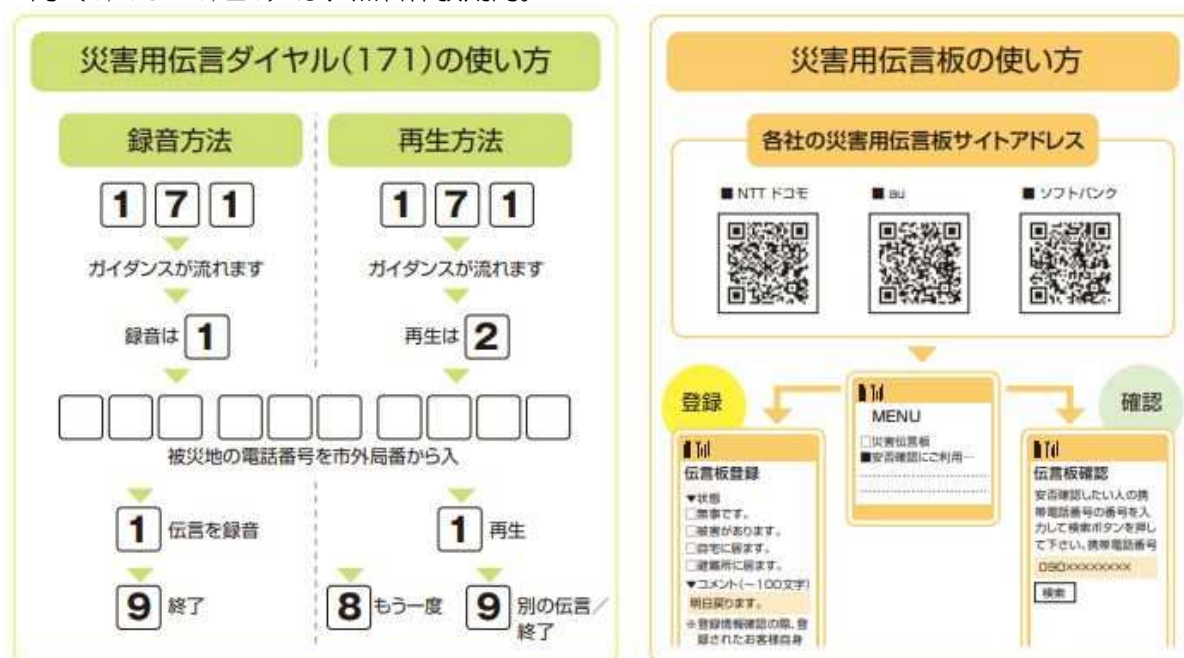 災害用伝言ダイヤル(171)の使い方
録音方法
171
ガイダンスが流れます
録音は 1
再生方法
171
ガイダンスが流れます
再生は 2
被災地の電話番号を市外局番から入
1 伝言を録音
9 終了
1 再生
8 もう一度
9 別の伝言/
終了
災害用伝言板の使い方
各社の災害用伝言板サイトアドレス
■ NTT ドコモ
■ au
■ ソフトバンク
登録
伝言板登録
▼状態
□無事です。
□被害があります。
□自宅に居ます。
□避難所に居ます。
▼コメント(~100文字)
明日戻ります。
※登録情報確認の際、登
録されたお客様自身
MENU
□災害伝言板
■安否確認にご利用…
確認
伝言板確認
安否確認したい人の携
帯電話番号の番号を入
力して検索ボタンを押し
て下さい。携帯電話番号
090×××××××××
検索